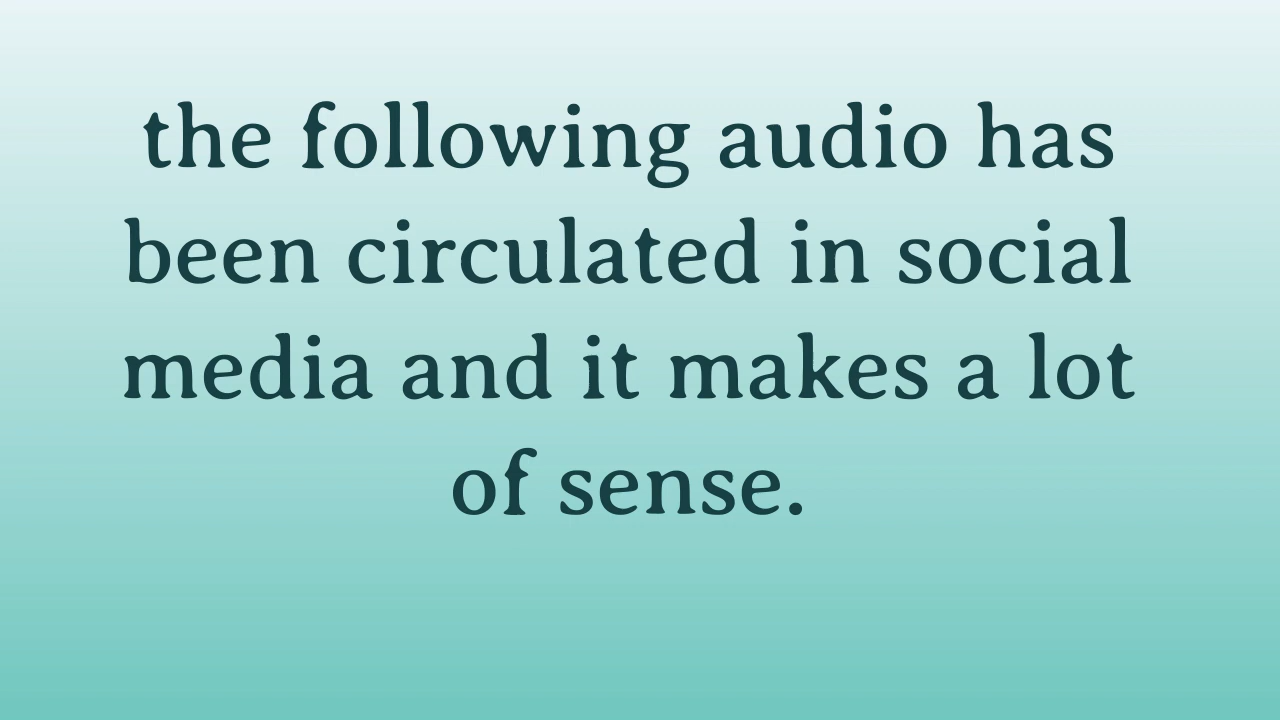 the following audio has
been circulated in social
media and it makes a lot
of sense.